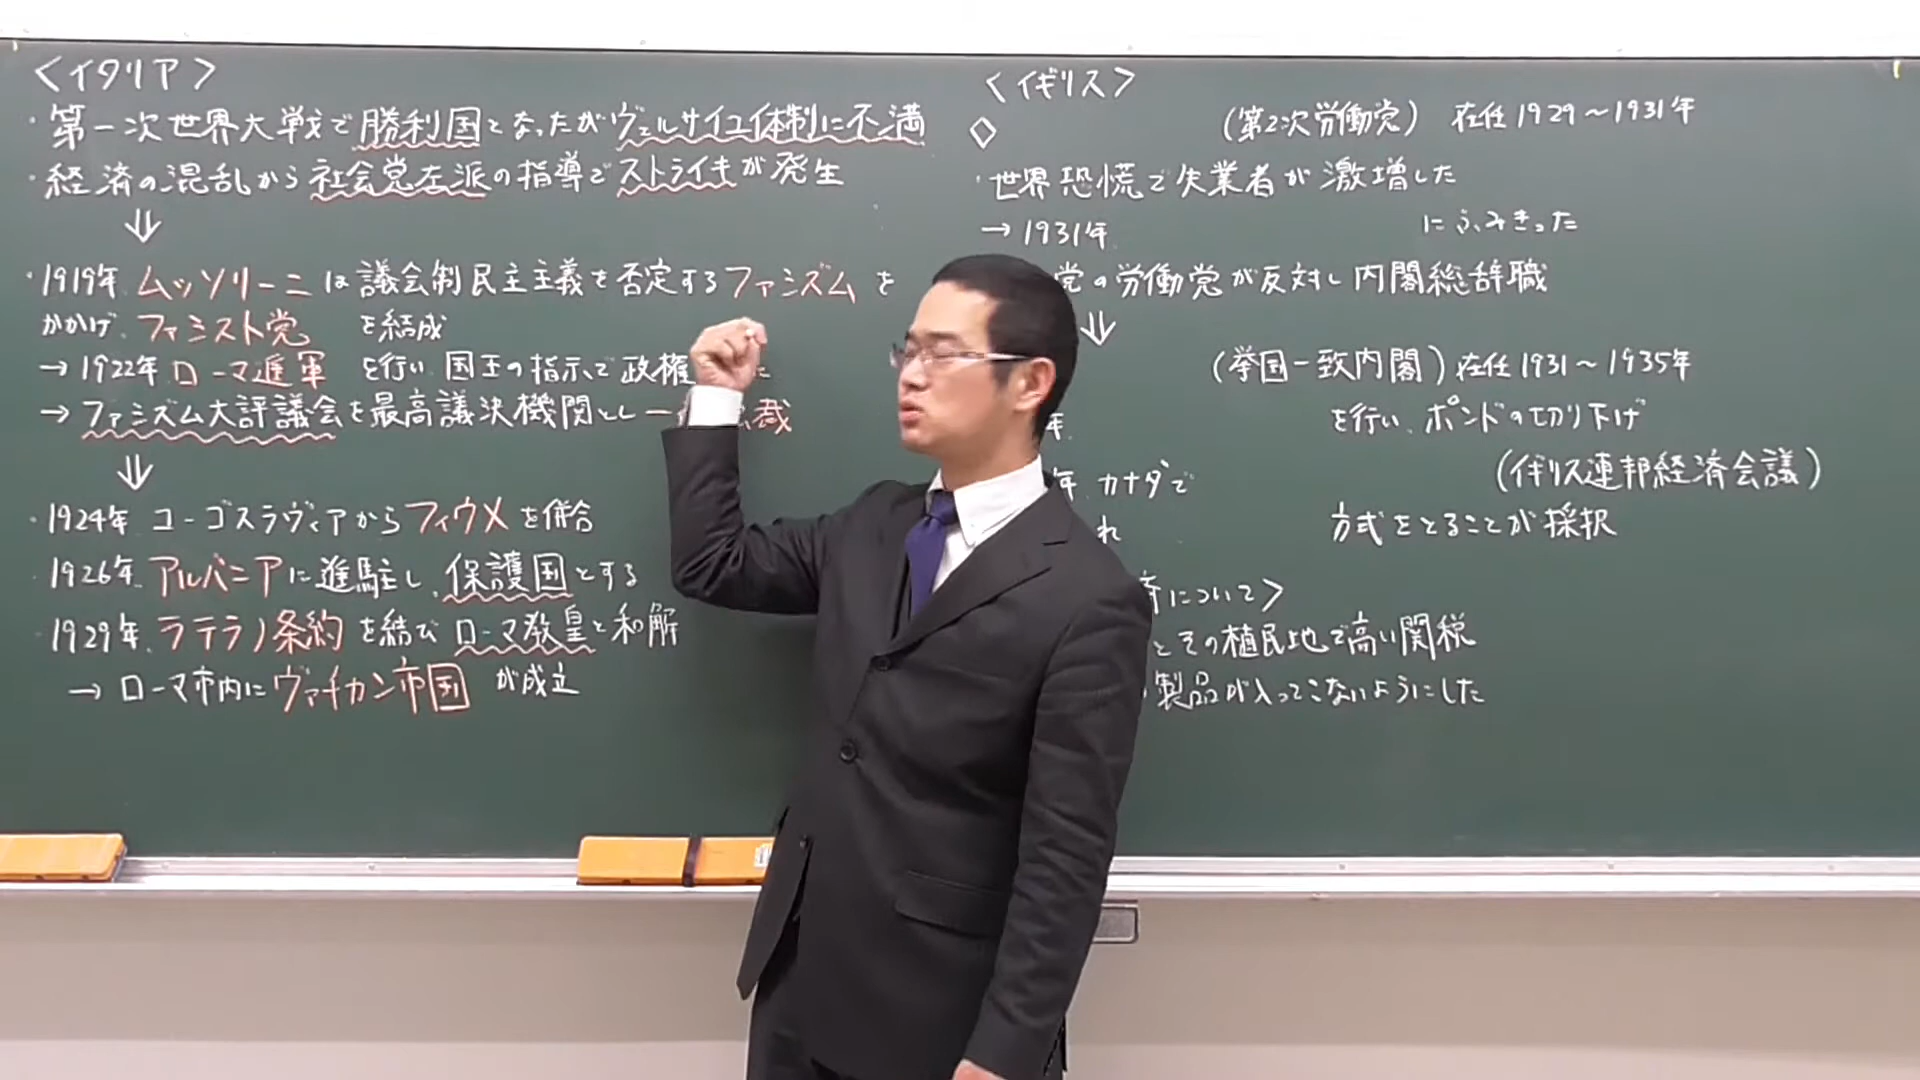 <イタリア>
・第一次世界大戦で勝利国となったがヴェルサイユ体制に不満
・経済の混乱から社会党左派の指導でストライキが発生
⇓
・1919年 ムッソリーニは議会制民主主義を否定するファシズムを
かかげ、ファシスト党 を結成
→1922年 ローマ進軍 を行い国王の指示で政権 に
→ファシズム大評議会を最高議決機関とし一 裁
⇓
・1924年 ユーゴスラヴィアからフィウメを併合
・1926年 アルバニアに進駐し、保護国とする
・1929年、ラテラノ条約を結びローマ教皇と和解
→ローマ市内にヴァチカン市国 が成立
<イギリス>
◇ (第2次労働党) 在任1929〜1931年
・世界恐慌で失業者が激増した
→1931年 にふみきった
党の労働党が反対し内閣総辞職
⇓
(挙国一致内閣) 在任1931〜1935年
年 を行い、ポンドの切り下げ
(イギリス連邦経済会議)
年 カナダで
れ 方式をとることが採択
について>
とその植民地で高い関税
製品が入ってこないようにした